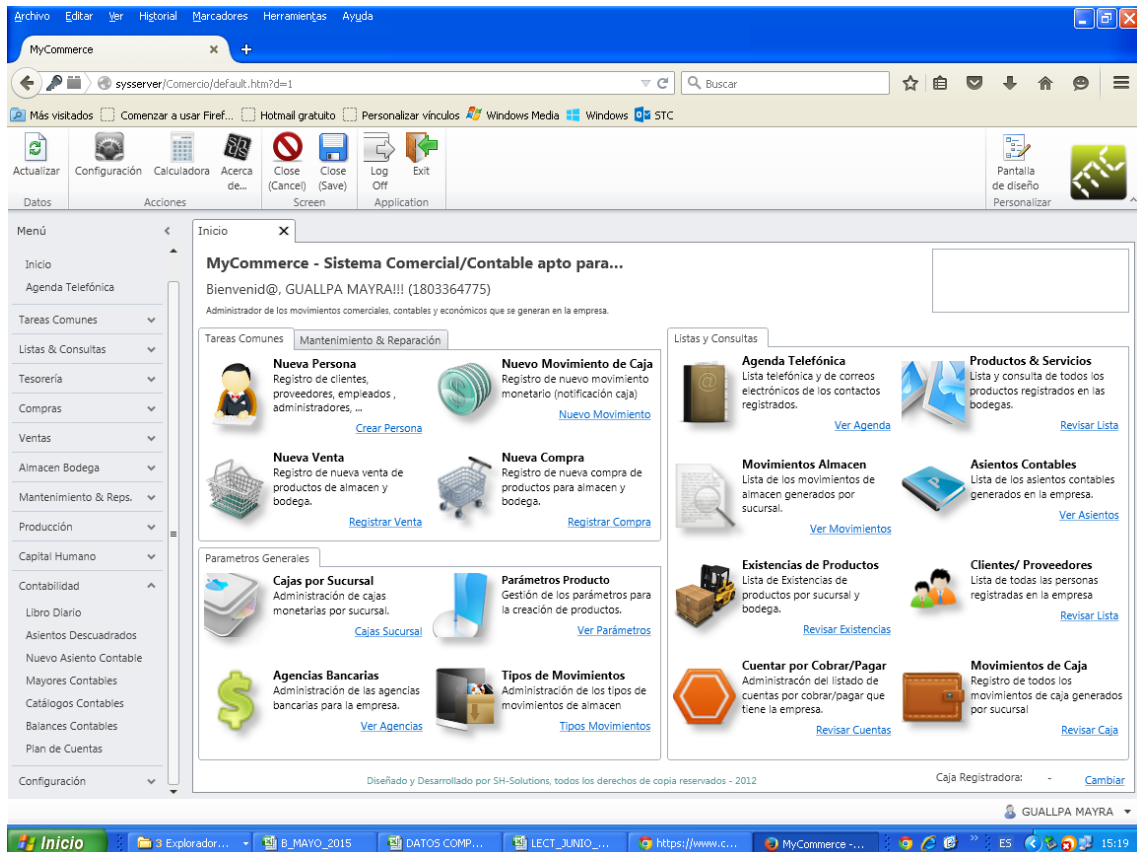 Archivo Editar Ver Historial Marcadores Herramientas Ayuda
MyCommerce
sysserver/Comercio/default.htm?d=1
Buscar
Más visitados Comenzar a usar Firef... Hotmail gratuito Personalizar vínculos Windows Media Windows STC
Actualizar Configuración Calculadora Acerca de... Close (Cancel) Close (Save) Log Off Exit Pantalla de diseño
Datos Acciones Screen Application Personalizar
Menú
Inicio
Agenda Telefónica
Tareas Comunes
Listas & Consultas
Tesorería
Compras
Ventas
Almacen Bodega
Mantenimiento & Reps.
Producción
Capital Humano
Contabilidad
Libro Diario
Asientos Descuadrados
Nuevo Asiento Contable
Mayores Contables
Catálogos Contables
Balances Contables
Plan de Cuentas
Configuración
Inicio
MyCommerce - Sistema Comercial/Contable apto para...
Bienvenid@, GUALLPA MAYRA!!! (1803364775)
Administrador de los movimientos comerciales, contables y económicos que se generan en la empresa.
Tareas Comunes Mantenimiento & Reparación
Nueva Persona
Registro de clientes,
proveedores, empleados ,
administradores, ...
Crear Persona
Nuevo Movimiento de Caja
Registro de nuevo movimiento
monetario (notificación caja)
Nuevo Movimiento
Nueva Venta
Registro de nueva venta de
productos de almacen y
bodega.
Registrar Venta
Nueva Compra
Registro de nueva compra de
productos para almacen y
bodega.
Registrar Compra
Parametros Generales
Cajas por Sucursal
Administración de cajas
monetarias por sucursal.
Cajas Sucursal
Parámetros Producto
Gestión de los parámetros para
la creación de productos.
Ver Parámetros
Agencias Bancarias
Administración de las agencias
bancarias para la empresa.
Ver Agencias
Tipos de Movimientos
Administración de los tipos de
movimientos de almacen
Tipos Movimientos
Listas y Consultas
Agenda Telefónica
Lista telefónica y de correos
electrónicos de los contactos
registrados.
Ver Agenda
Productos & Servicios
Lista y consulta de todos los
productos registrados en las
bodegas.
Revisar Lista
Movimientos Almacen
Lista de los movimientos de
almacen generados por
sucursal.
Ver Movimientos
Asientos Contables
Lista de los asientos contables
generados en la empresa.
Ver Asientos
Existencias de Productos
Lista de Existencias de
productos por sucursal y
bodega.
Revisar Existencias
Clientes/ Proveedores
Lista de todas las personas
registradas en la empresa
Revisar Lista
Cuentar por Cobrar/Pagar
Administracón del listado de
cuentas por cobrar/pagar que
tiene la empresa.
Revisar Cuentas
Movimientos de Caja
Registro de todos los
movimientos de caja generados
por sucursal
Revisar Caja
Diseñado y Desarrollado por SH-Solutions, todos los derechos de copia reservados - 2012
Caja Registradora: - Cambiar
GUALLPA MAYRA
Inicio 3 Explorador... B_MAYO_2015 DATOS COMP... LECT_JUNIO_... https://www.c... MyCommerce -... ES 15:19